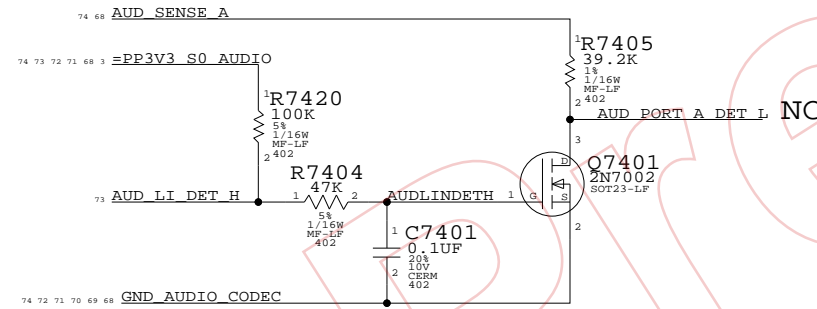 74 68 AUD_SENSE_A
74 73 72 71 68 3 =PP3V3_S0_AUDIO
1
R7405
39.2K
1%
1/16W
MF-LF
402
2
1
R7420
100K
5%
1/16W
MF-LF
402
2
AUD_PORT_A_DET_L NC
3
D
Q7401
2N7002
SOT23-LF
G
S
1
2
R7404
47K
1 2
5%
1/16W
MF-LF
402
73 AUD_LI_DET_H
AUDLINDETH
1
C7401
0.1UF
20%
10V
CERM
402
2
74 72 71 70 69 68 GND_AUDIO_CODEC
Pre